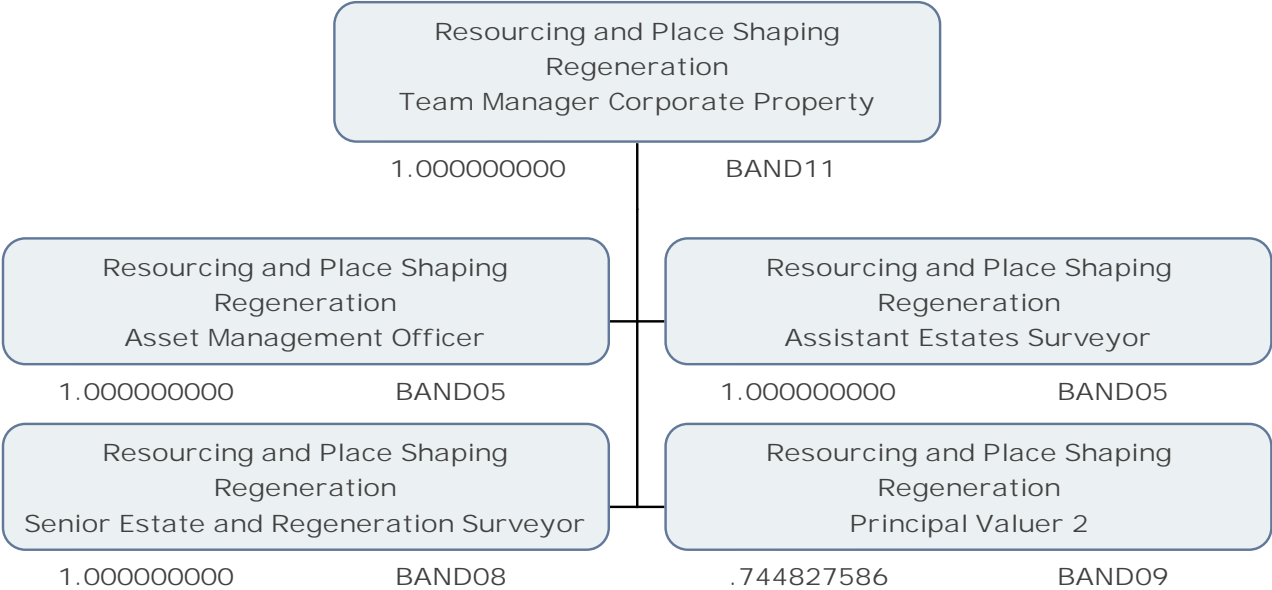 Resourcing and Place Shaping
Regeneration
Team Manager Corporate Property
1.000000000 BAND11
Resourcing and Place Shaping
Regeneration
Asset Management Officer
1.000000000 BAND05
Resourcing and Place Shaping
Regeneration
Assistant Estates Surveyor
1.000000000 BAND05
Resourcing and Place Shaping
Regeneration
Senior Estate and Regeneration Surveyor
1.000000000 BAND08
Resourcing and Place Shaping
Regeneration
Principal Valuer 2
.744827586 BAND09